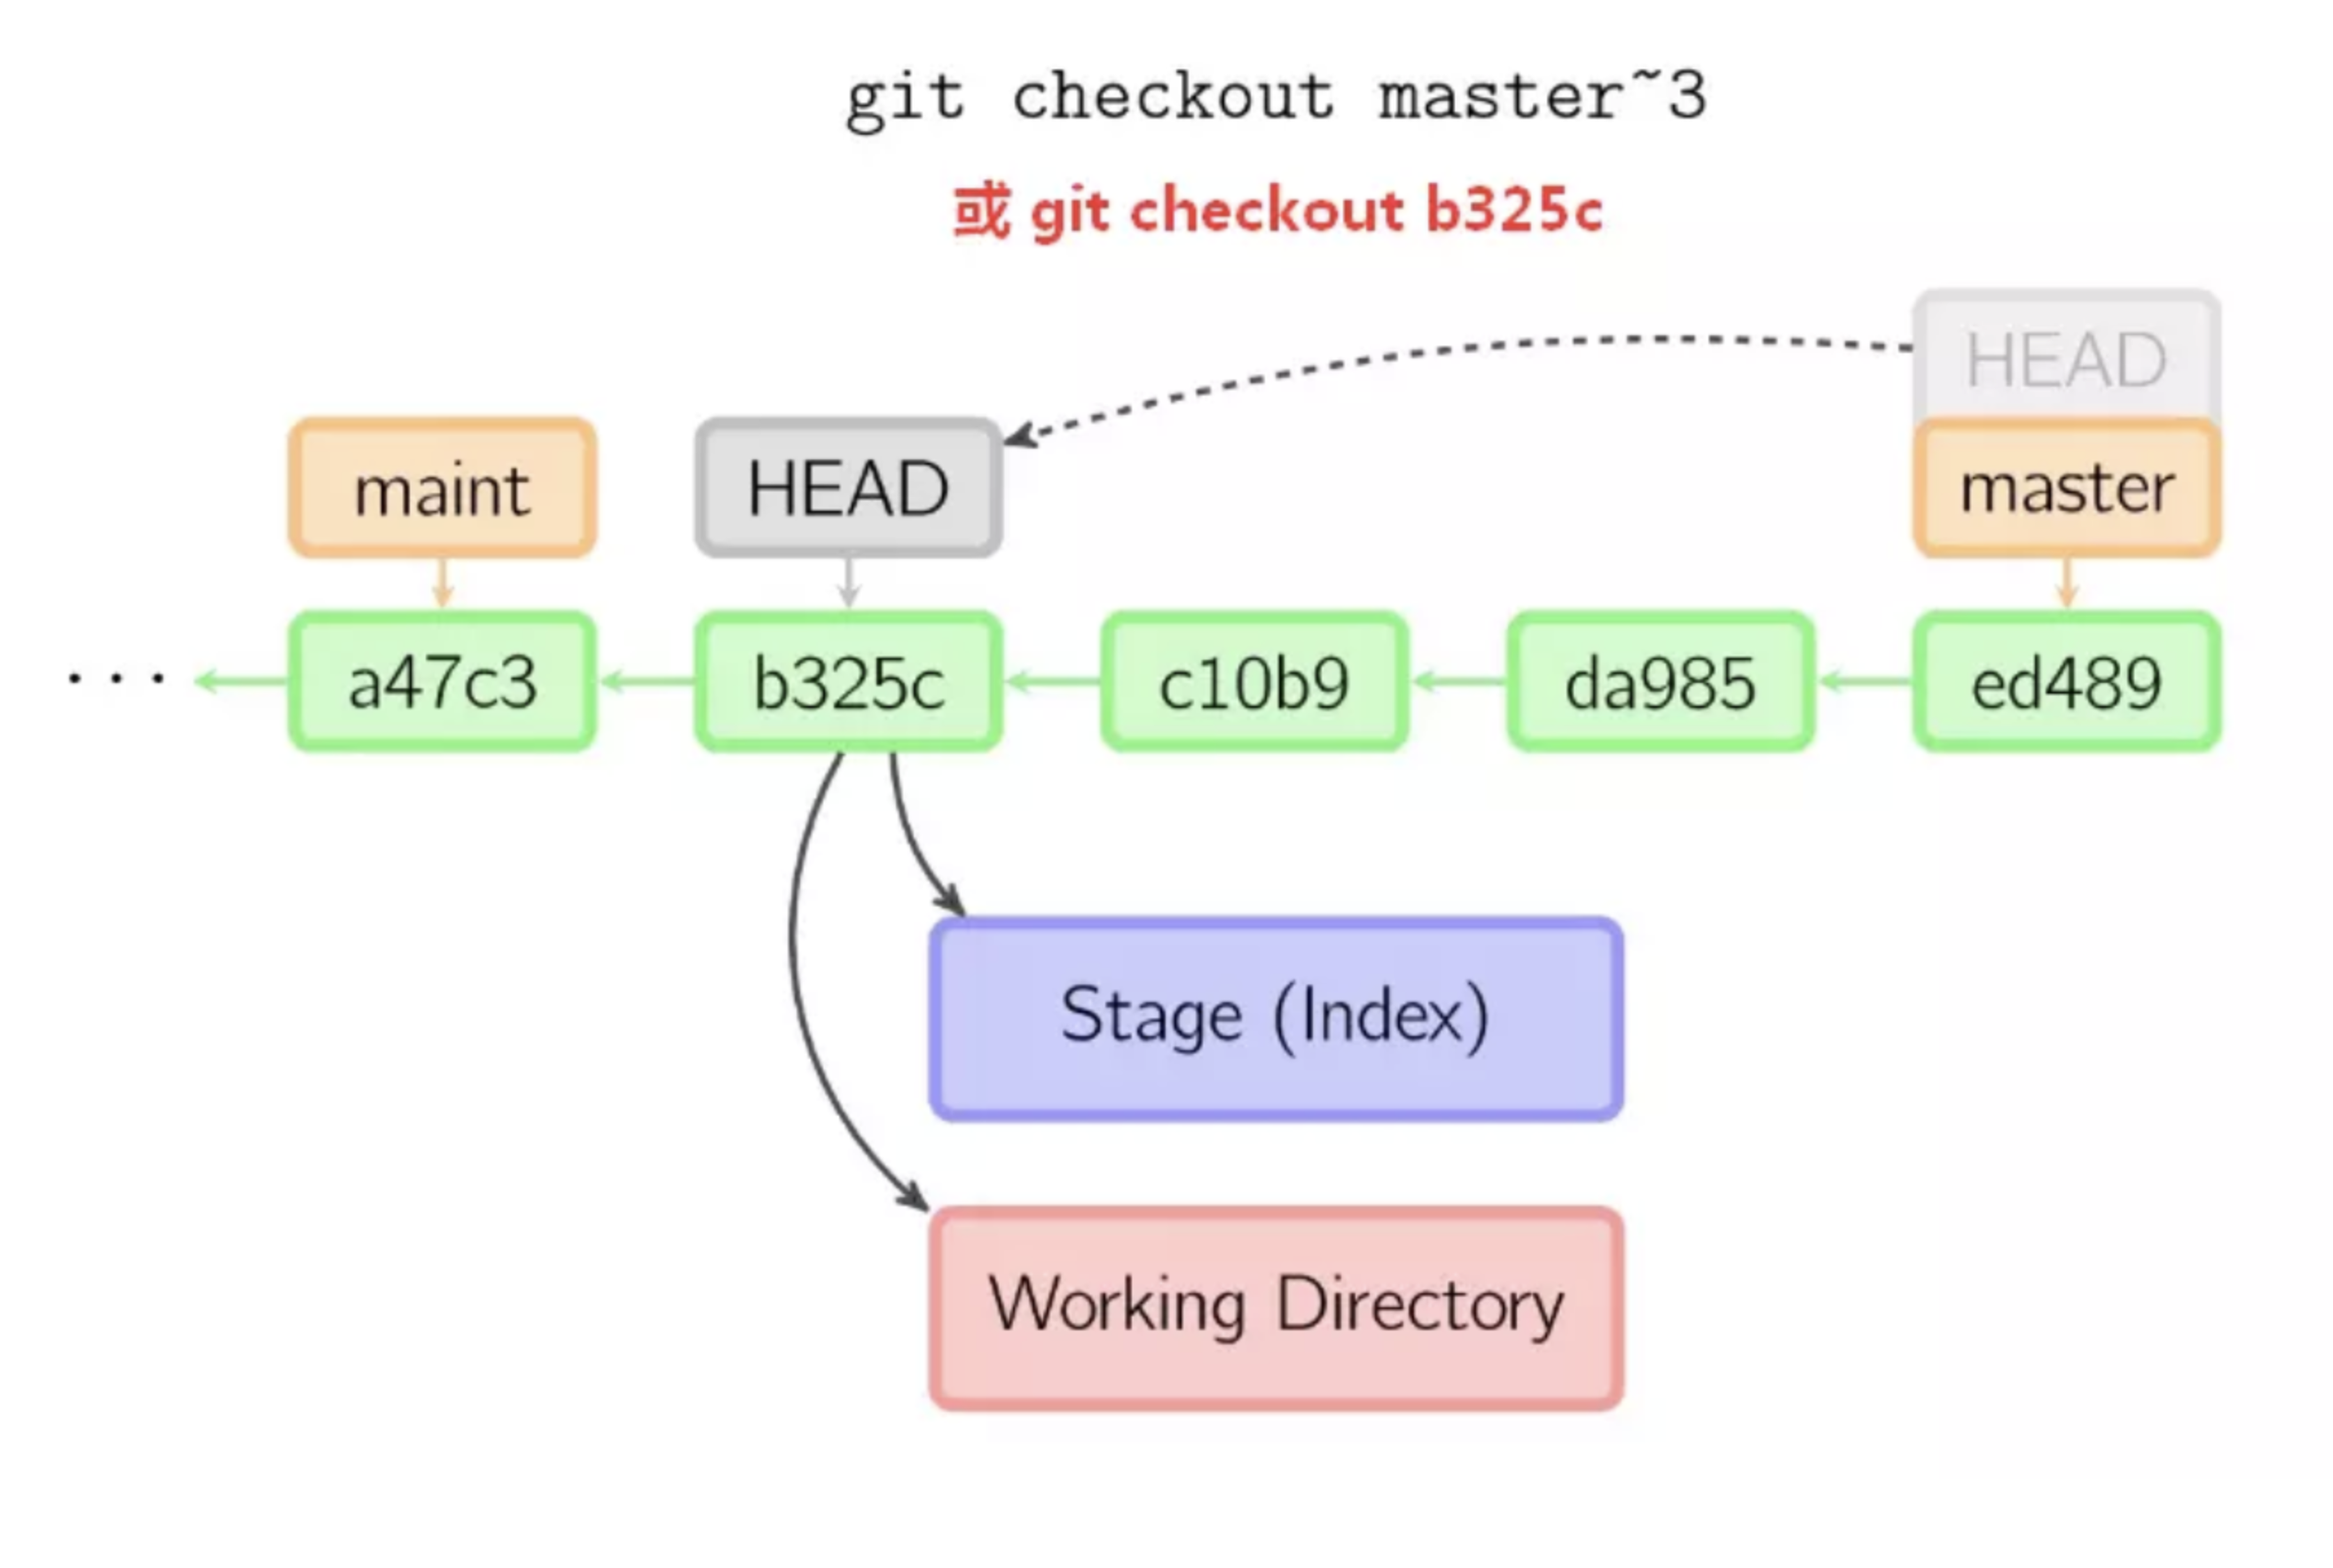 git checkout master~3
或 git checkout b325c
HEAD
maint
HEAD
master
...
a47c3
b325c
c10b9
da985
ed489
Stage (Index)
Working Directory